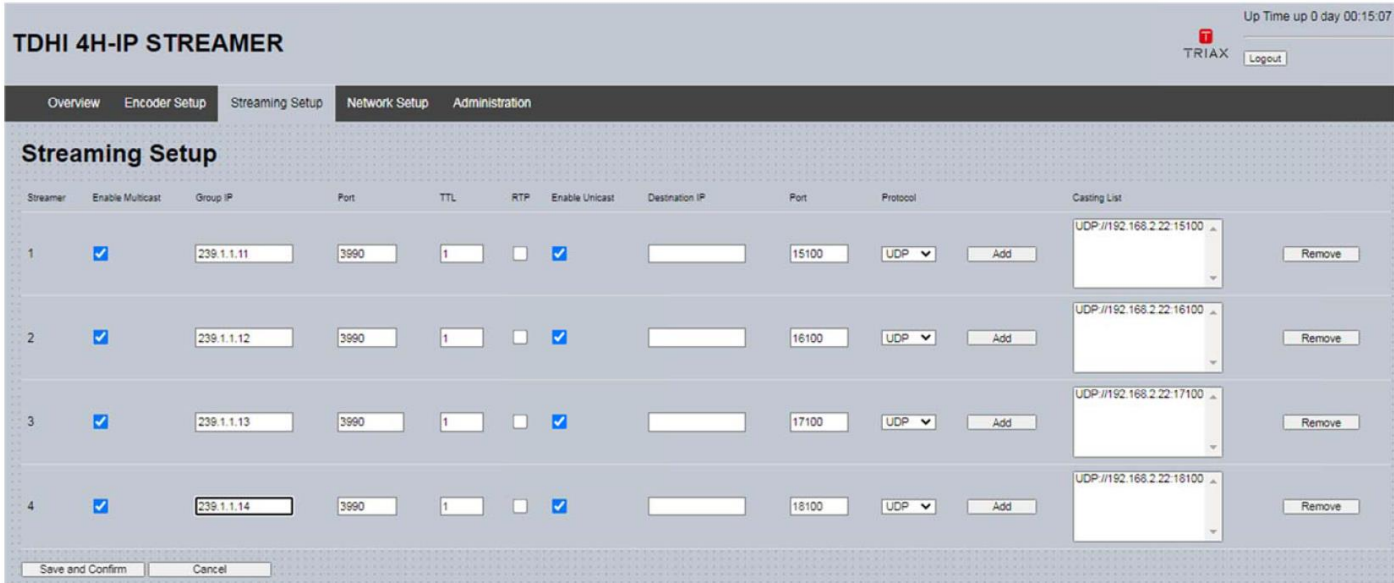 Up Time up 0 day 00:15:07
TDHI 4H-IP STREAMER
T
TRIAX
Logout
Overview Encoder Setup Streaming Setup Network Setup Administration
Streaming Setup
Streamer Enable Multicast Group IP Port TTL RTP Enable Unicast Destination IP Port Protocol Casting List
UDP://192.168.2.22:15100
1 239.1.1.11 3990 1 15100 UDP Add Remove
UDP://192.168.2.22:16100
2 239.1.1.12 3990 1 16100 UDP Add Remove
UDP://192.168.2.22:17100
3 239.1.1.13 3990 1 17100 UDP Add Remove
UDP://192.168.2.22:18100
4 239.1.1.14 3990 1 18100 UDP Add Remove
Save and Confirm Cancel